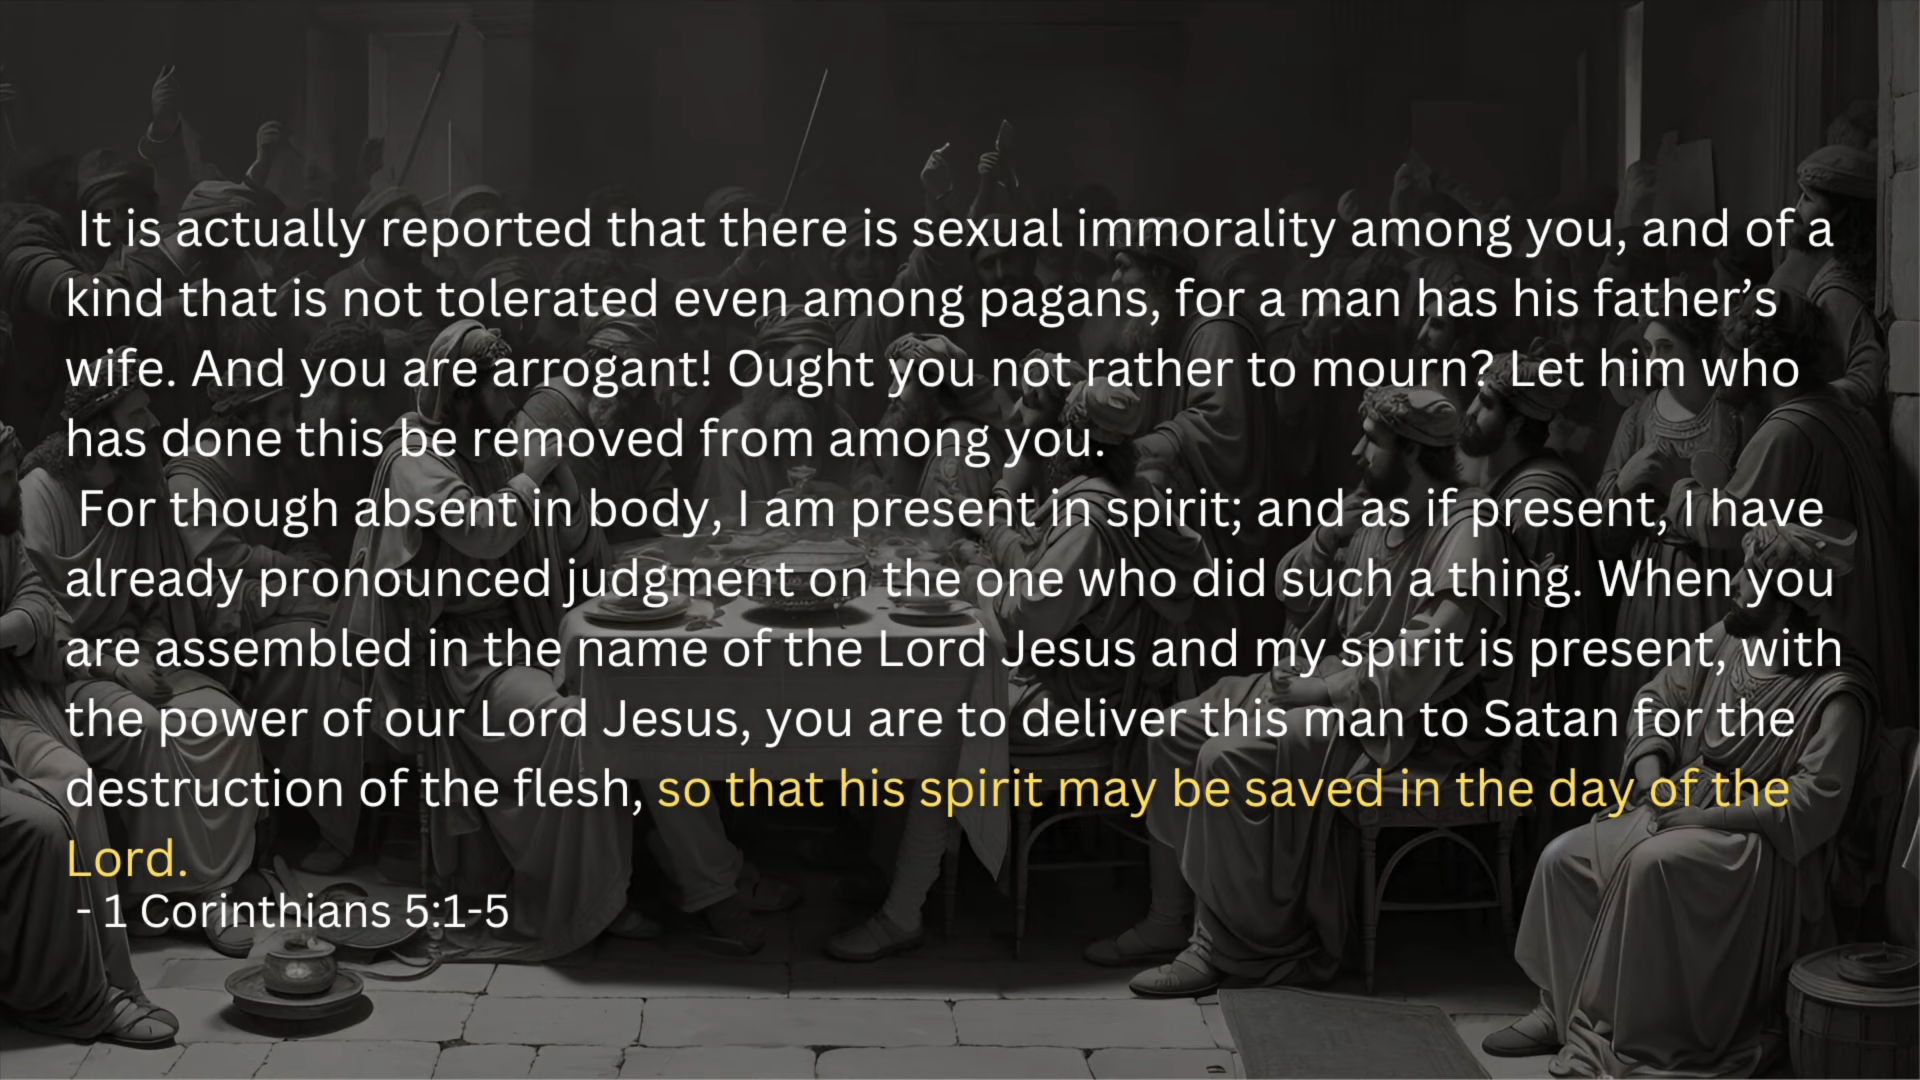 It is actually reported that there is sexual immorality among you, and of a
kind that is not tolerated even among pagans, for a man has his father’s
wife. And you are arrogant! Ought you not rather to mourn? Let him who
has done this be removed from among you.
For though absent in body, I am present in spirit; and as if present, I have
already pronounced judgment on the one who did such a thing. When you
are assembled in the name of the Lord Jesus and my spirit is present, with
the power of our Lord Jesus, you are to deliver this man to Satan for the
destruction of the flesh, so that his spirit may be saved in the day of the
Lord.
- 1 Corinthians 5:1-5